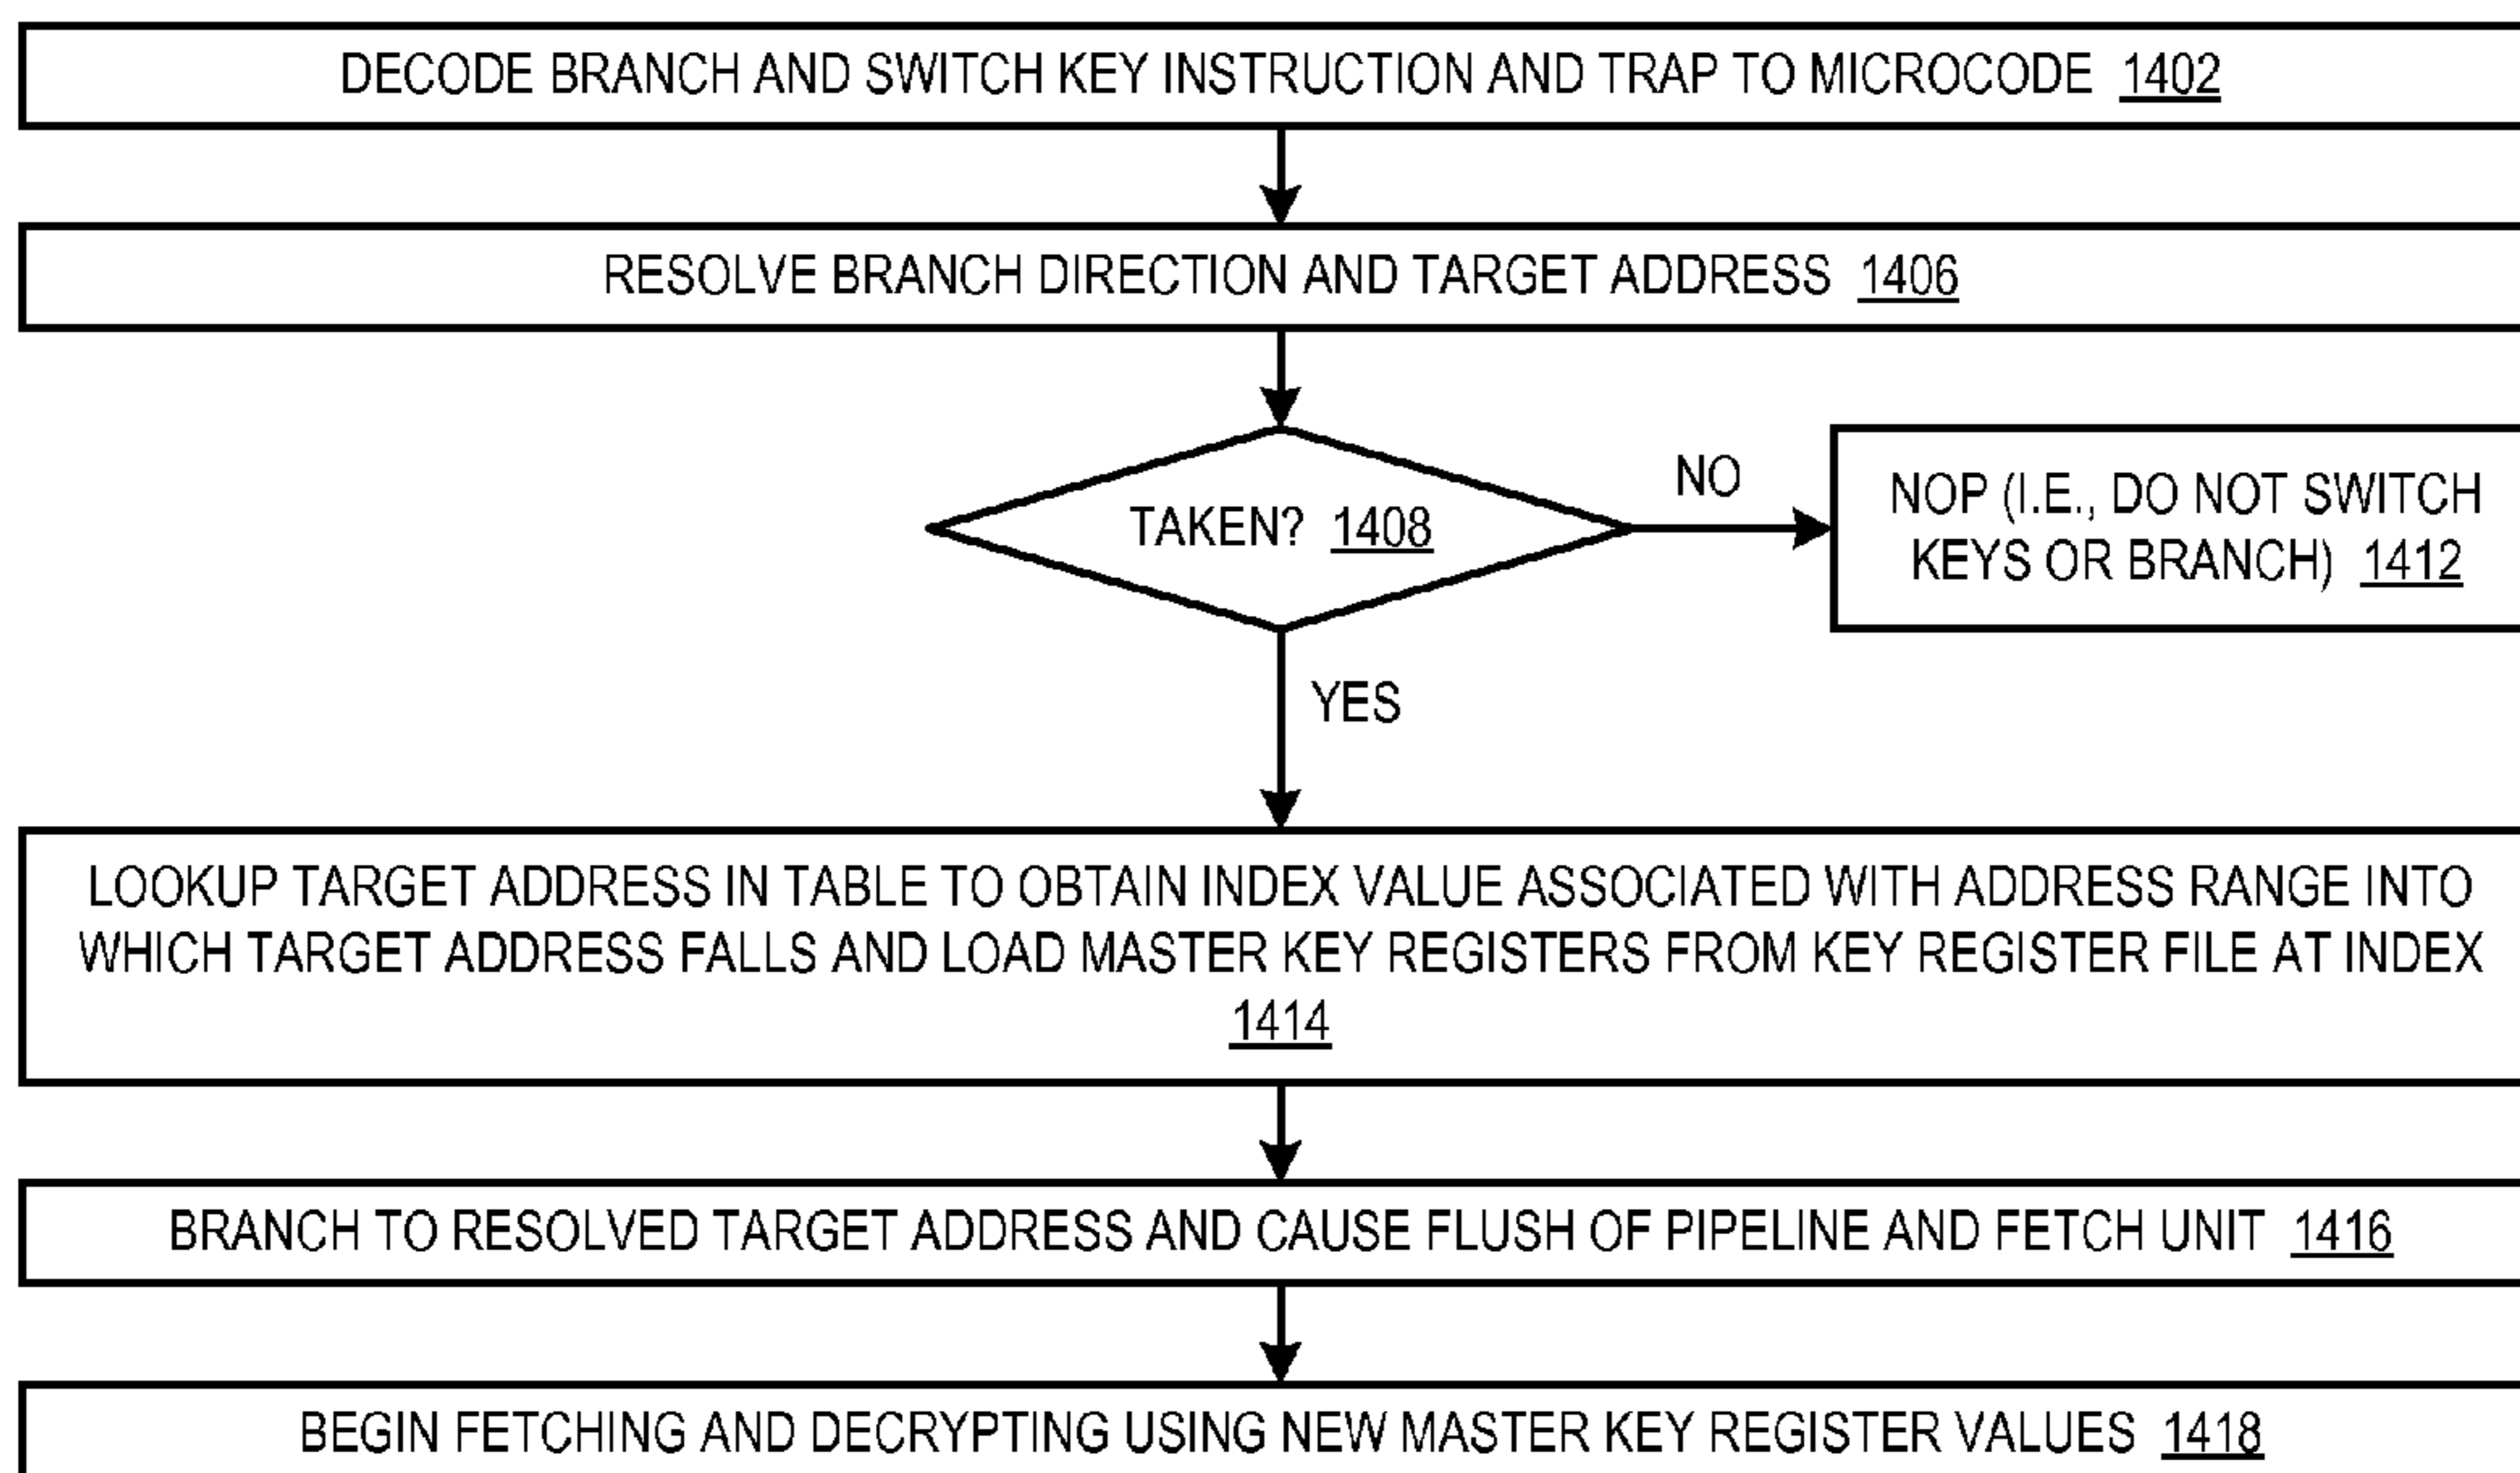 DECODE BRANCH AND SWITCH KEY INSTRUCTION AND TRAP TO MICROCODE 1402
RESOLVE BRANCH DIRECTION AND TARGET ADDRESS 1406
TAKEN? 1408
NO
NOP (I.E., DO NOT SWITCH
KEYS OR BRANCH) 1412
YES
LOOKUP TARGET ADDRESS IN TABLE TO OBTAIN INDEX VALUE ASSOCIATED WITH ADDRESS RANGE INTO
WHICH TARGET ADDRESS FALLS AND LOAD MASTER KEY REGISTERS FROM KEY REGISTER FILE AT INDEX
1414
BRANCH TO RESOLVED TARGET ADDRESS AND CAUSE FLUSH OF PIPELINE AND FETCH UNIT 1416
BEGIN FETCHING AND DECRYPTING USING NEW MASTER KEY REGISTER VALUES 1418